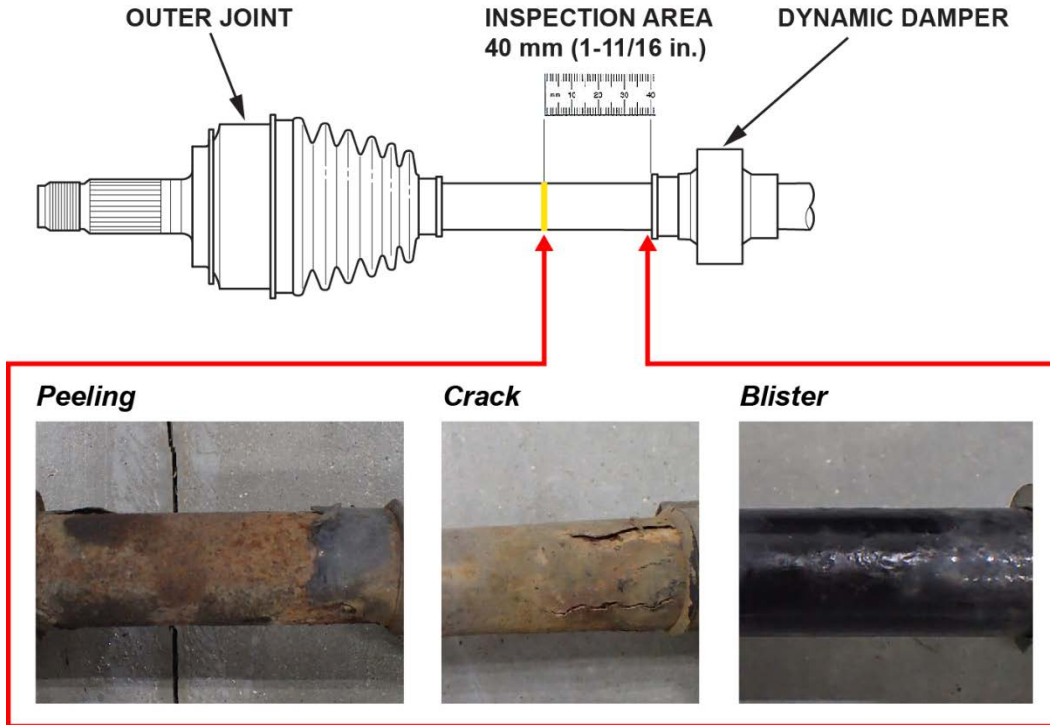 OUTER JOINT
INSPECTION AREA
40 mm (1-11/16 in.)
DYNAMIC DAMPER
mm 10 20 30 40
Peeling
Crack
Blister